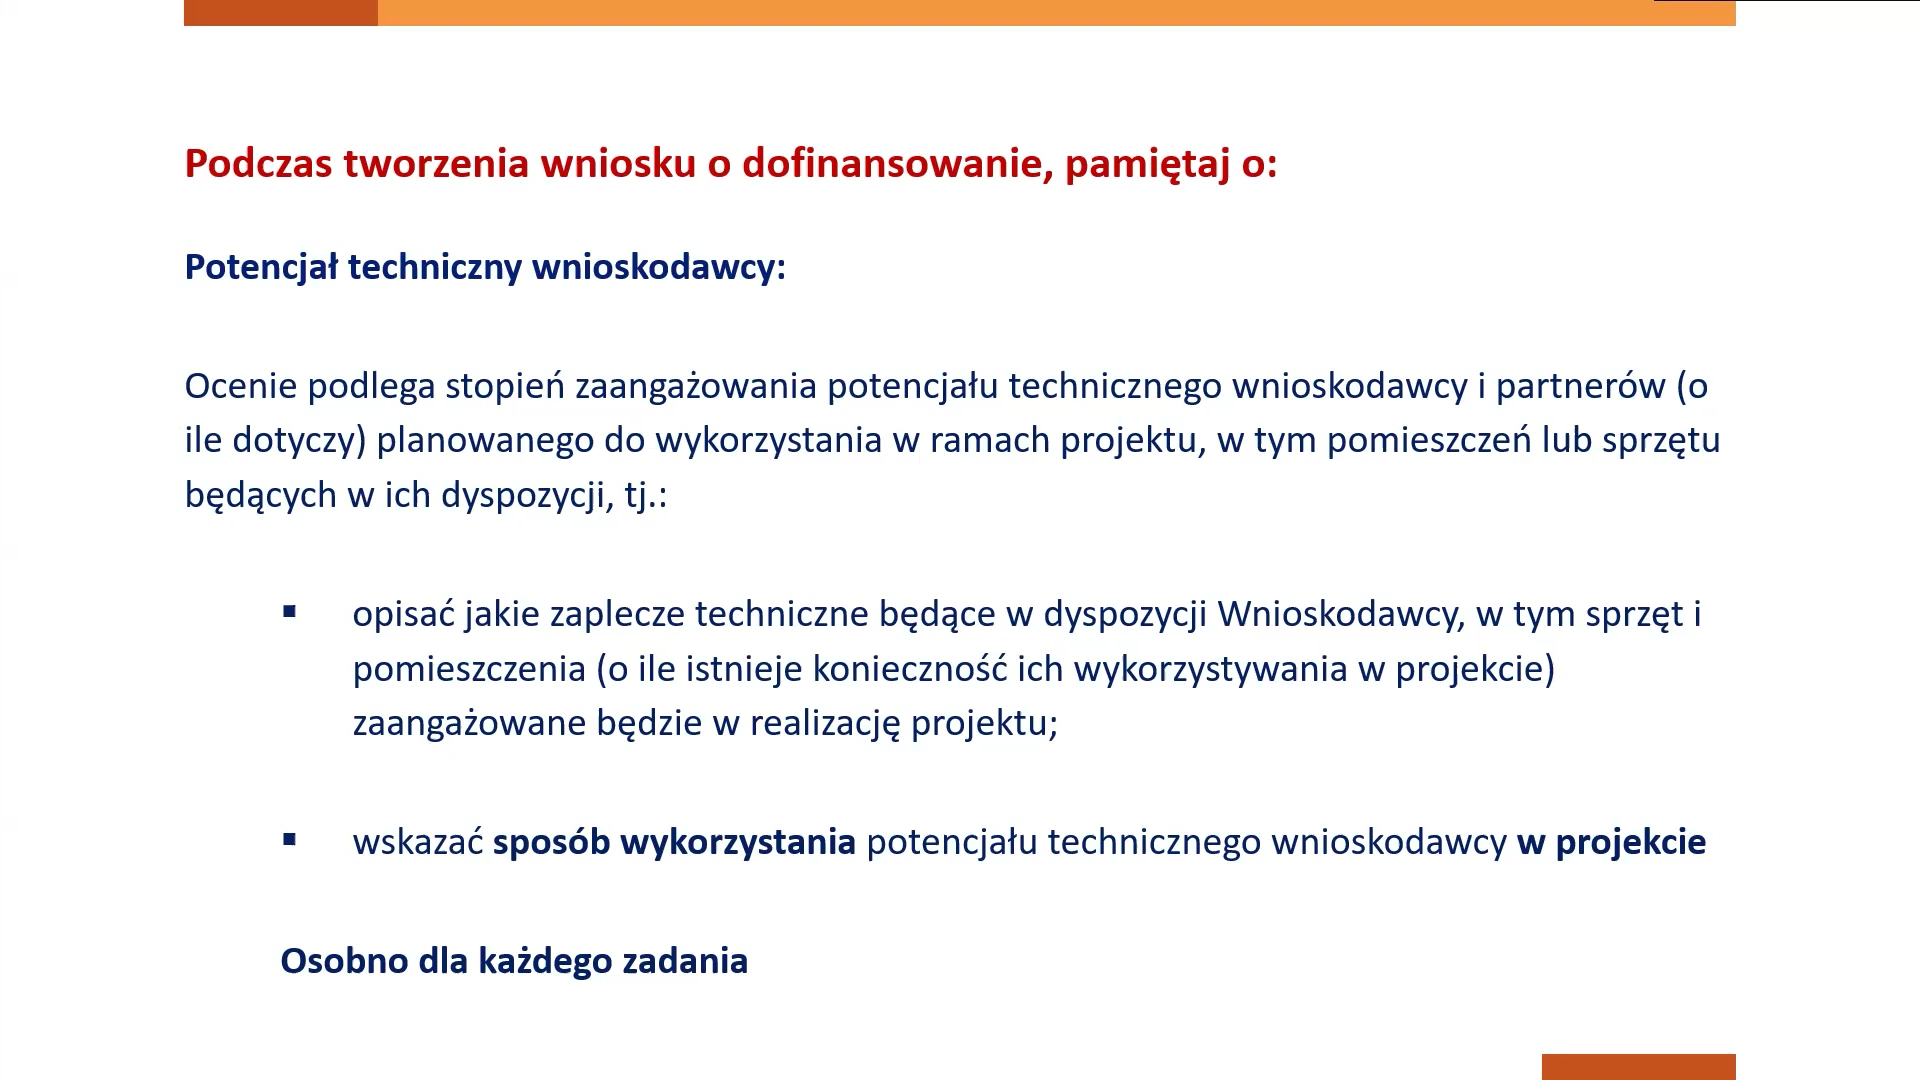 Podczas tworzenia wniosku o dofinansowanie, pamiętaj o:
Potencjał techniczny wnioskodawcy:
Ocenie podlega stopień zaangażowania potencjału technicznego wnioskodawcy i partnerów (o
ile dotyczy) planowanego do wykorzystania w ramach projektu, w tym pomieszczeń lub sprzętu
będących w ich dyspozycji, tj.:
▪ opisać jakie zaplecze techniczne będące w dyspozycji Wnioskodawcy, w tym sprzęt i
pomieszczenia (o ile istnieje konieczność ich wykorzystywania w projekcie)
zaangażowane będzie w realizację projektu;
▪ wskazać sposób wykorzystania potencjału technicznego wnioskodawcy w projekcie
Osobno dla każdego zadania